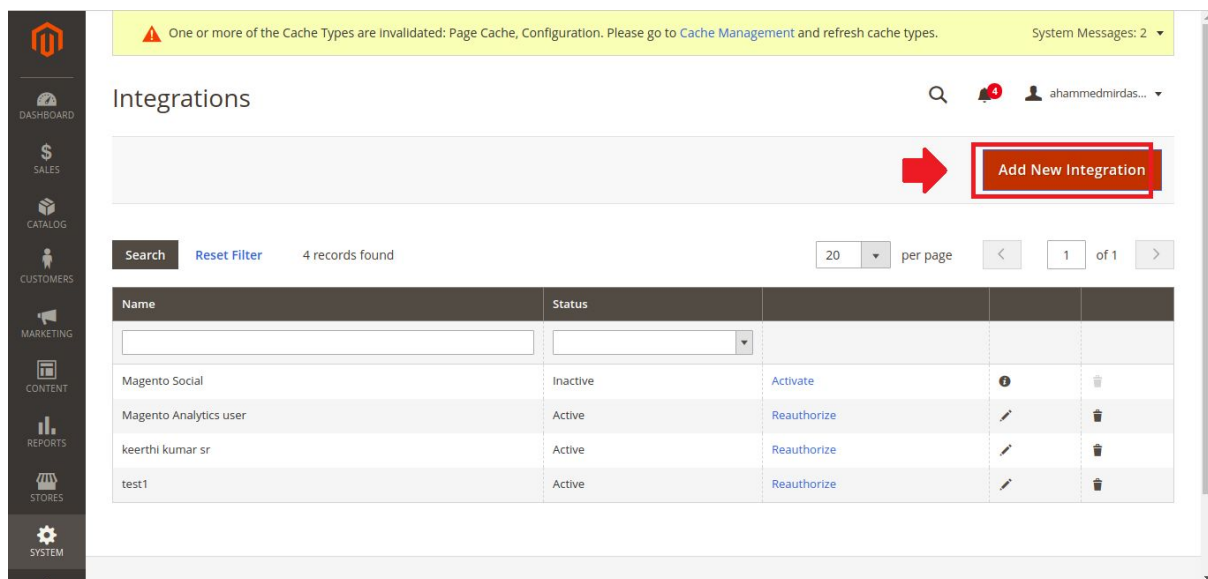 One or more of the Cache Types are invalidated: Page Cache, Configuration. Please go to Cache Management and refresh cache types.
System Messages: 2
Integrations
4
ahammedmirdas...
DASHBOARD
SALES
CATALOG
CUSTOMERS
MARKETING
CONTENT
REPORTS
STORES
SYSTEM
Add New Integration
Search Reset Filter 4 records found 20 per page 1 of 1
Name Status
Magento Social Inactive Activate
Magento Analytics user Active Reauthorize
keerthi kumar sr Active Reauthorize
test1 Active Reauthorize